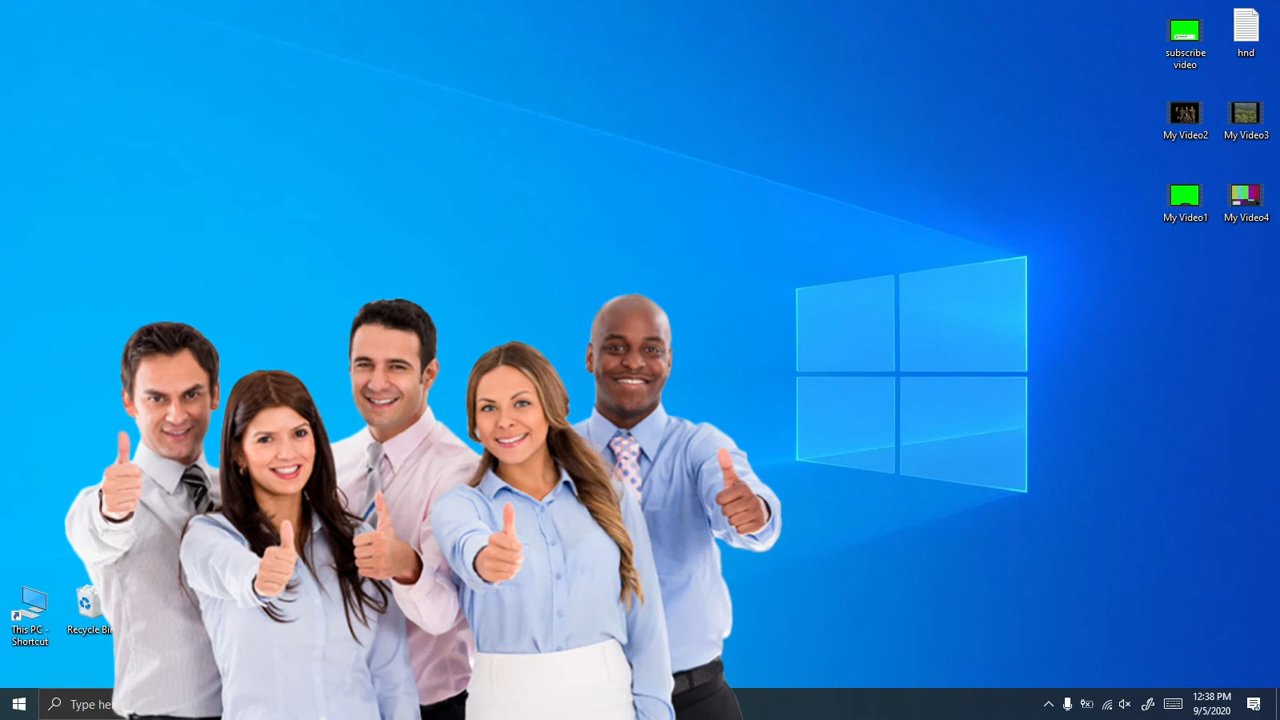 subscribe
video
hnd
My Video2
My Video3
My Video1
My Video4
This PC -
Shortcut
Recycle Bin
Type he
12:38 PM
9/5/2020